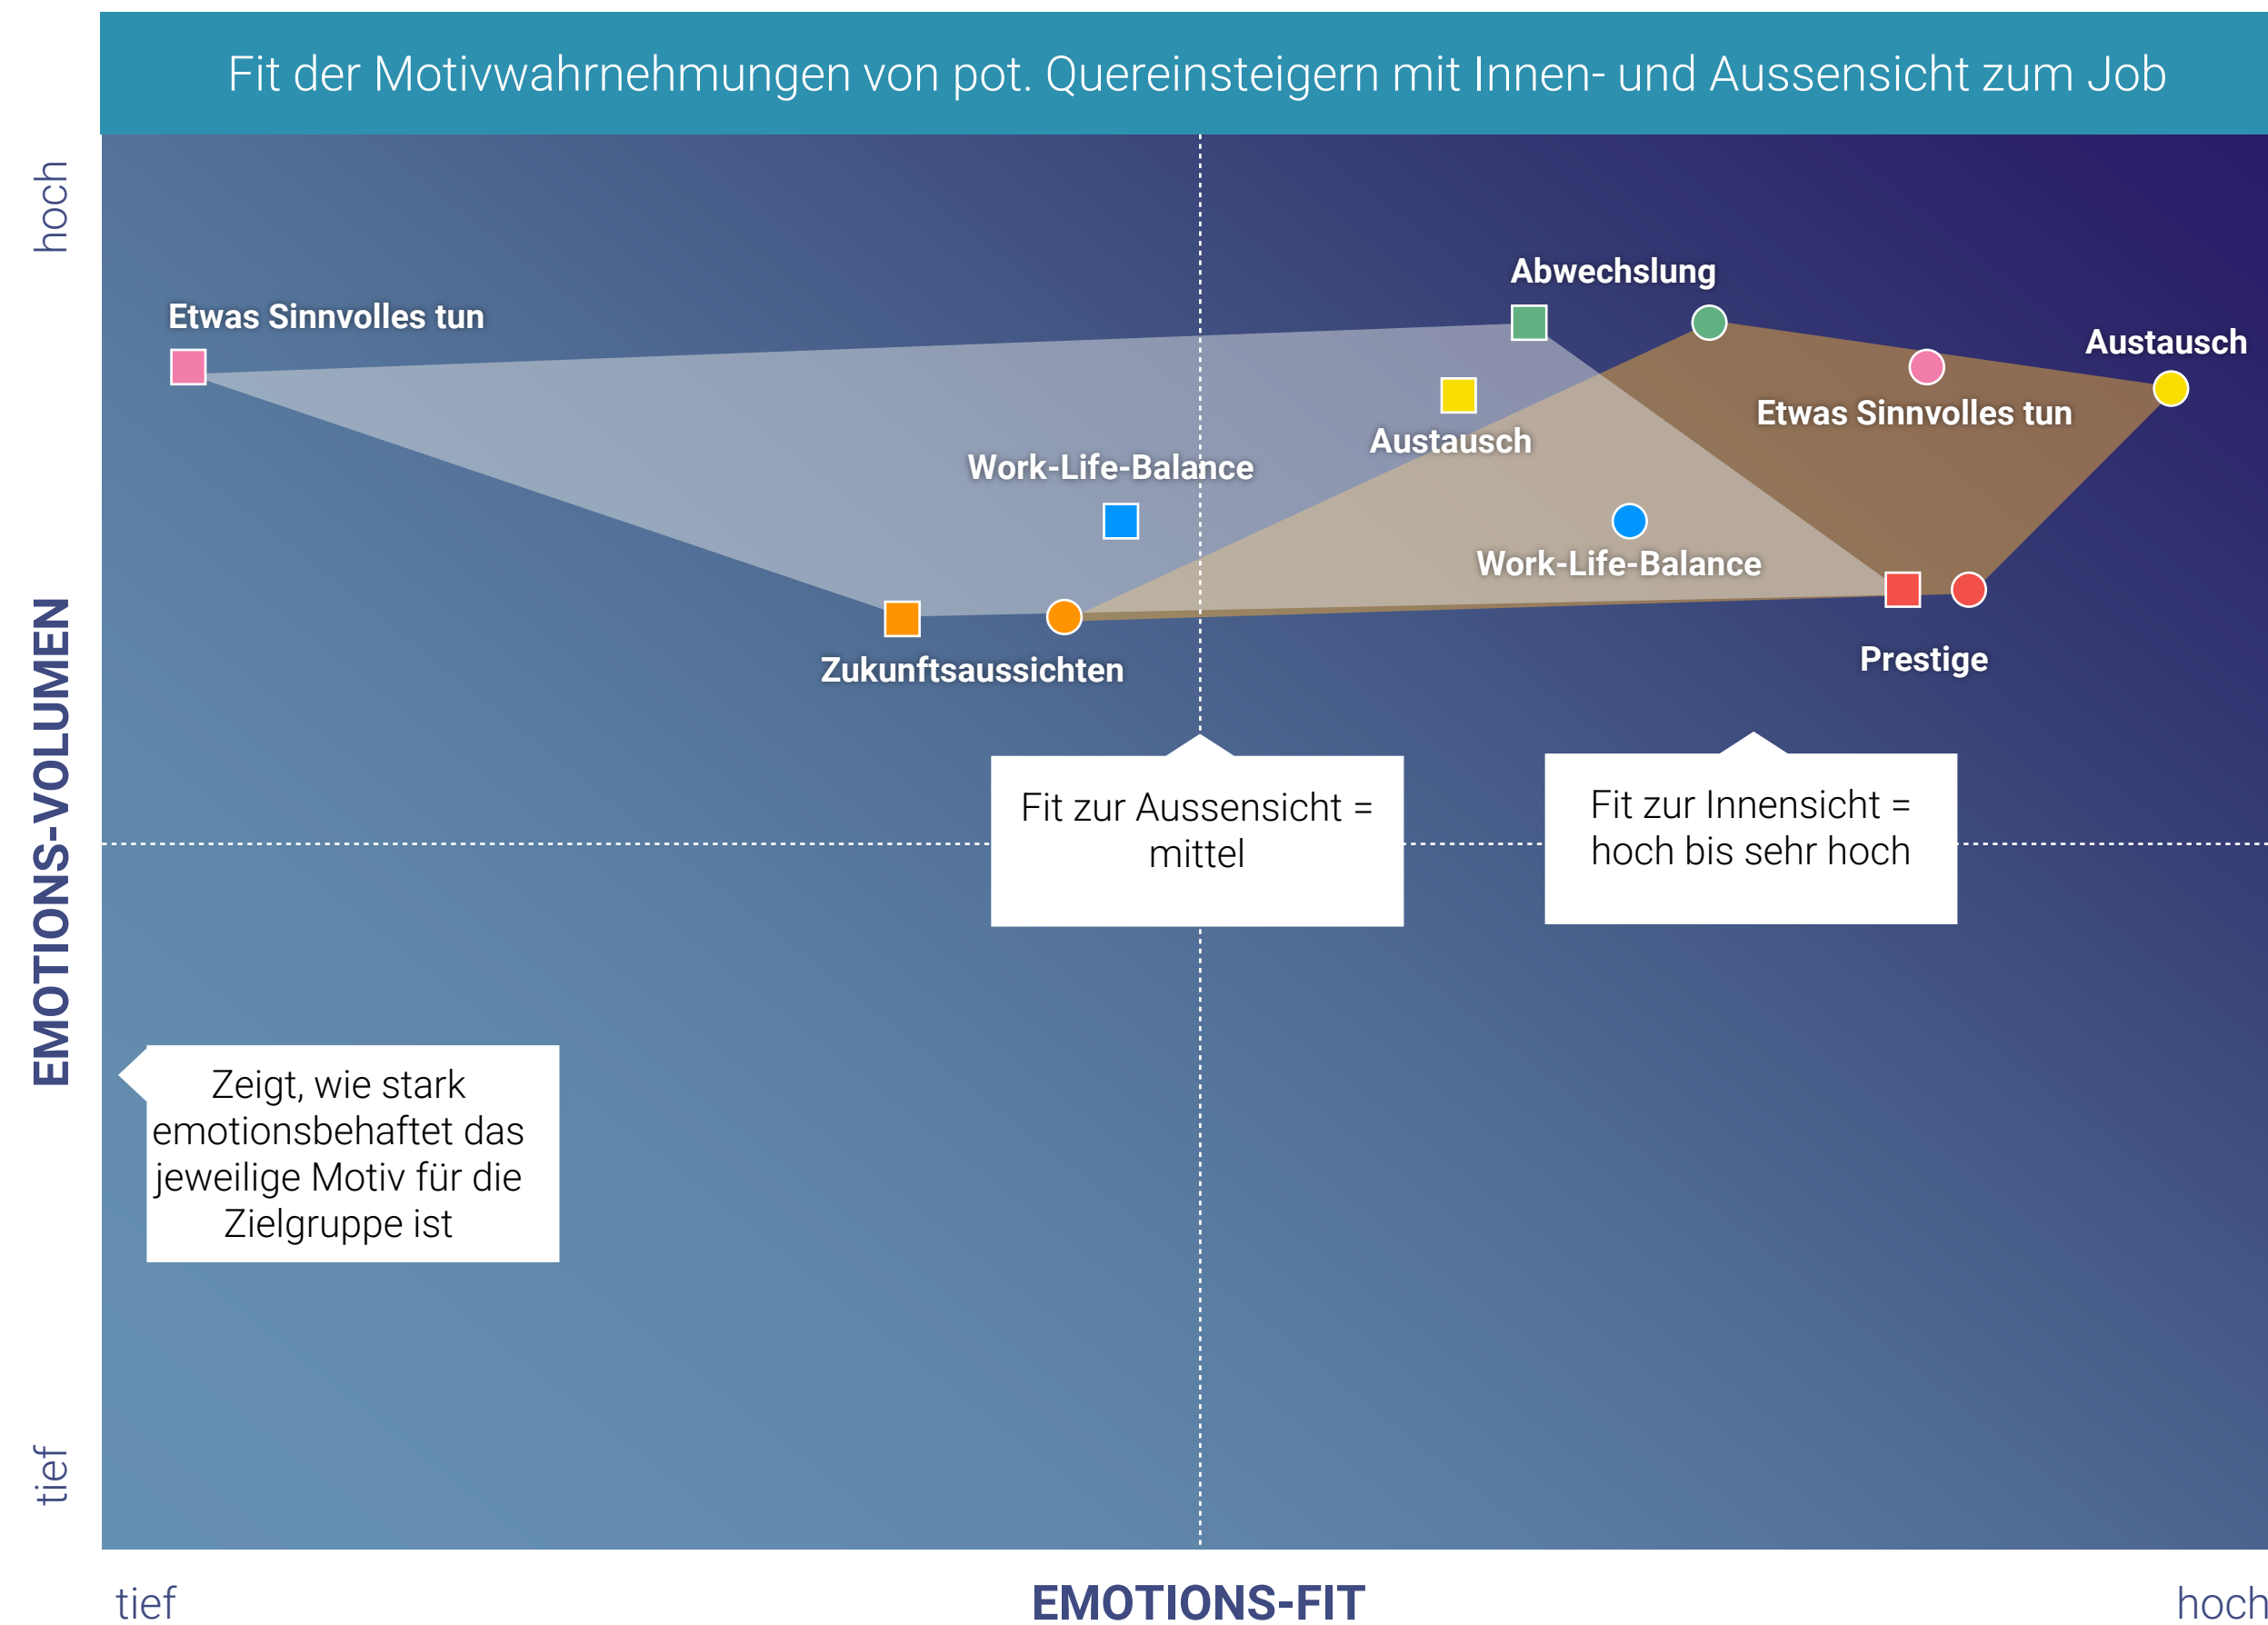 Fit der Motivwahrnehmungen von pot. Quereinsteigern mit Innen- und Aussensicht zum Job
hoch
EMOTIONS-VOLUMEN
tief
Etwas Sinnvolles tun
Abwechslung
Austausch
Etwas Sinnvolles tun
Austausch
Work-Life-Balance
Work-Life-Balance
Zukunftsaussichten
Prestige
Fit zur Aussensicht =
mittel
Fit zur Innensicht =
hoch bis sehr hoch
Zeigt, wie stark
emotionsbehaftet das
jeweilige Motiv für die
Zielgruppe ist
tief
EMOTIONS-FIT
hoch